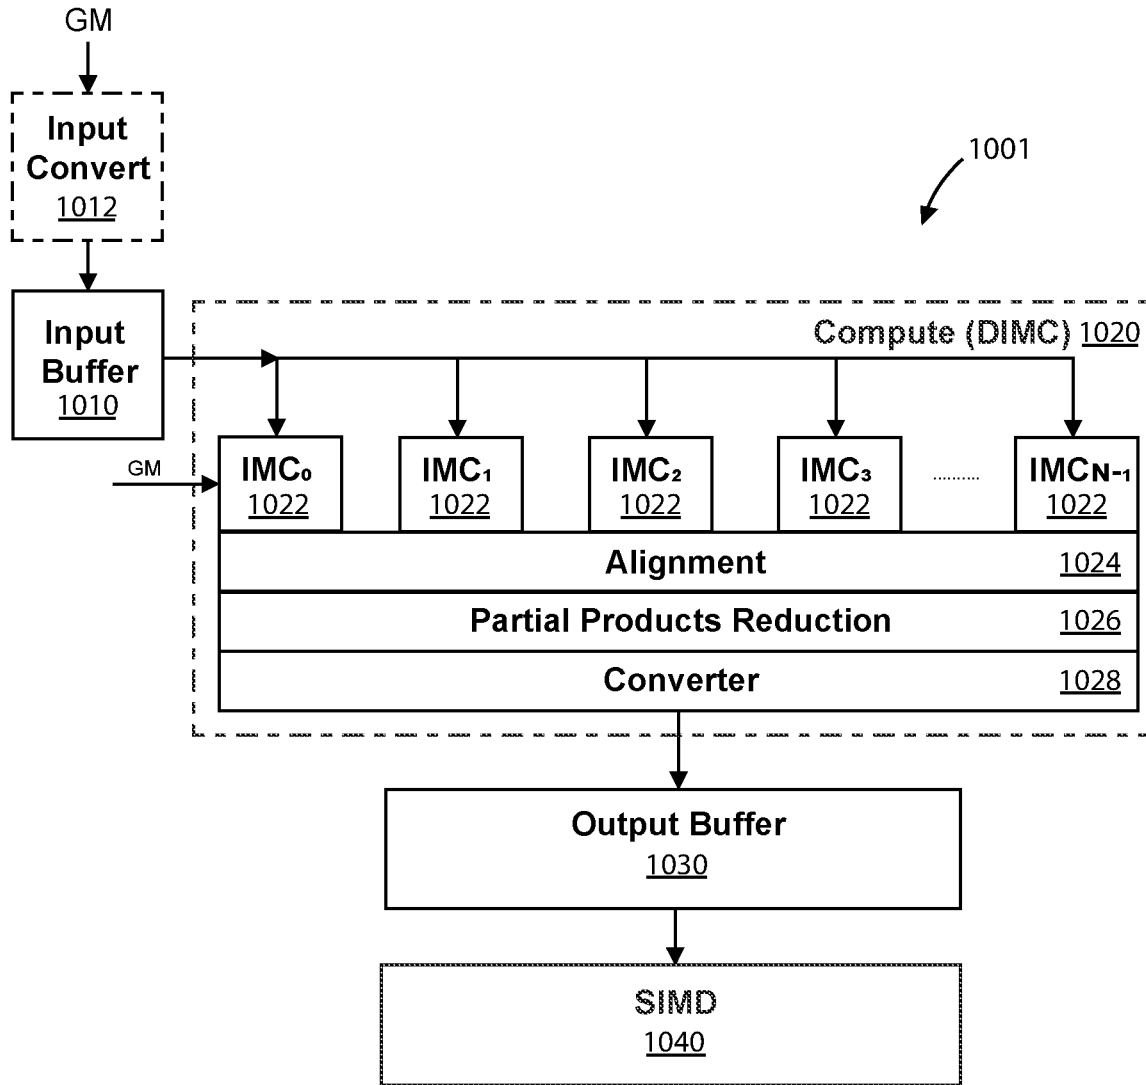 GM
Input
Convert
1012
1001
Input
Buffer
1010
Compute (DIMC) 1020
GM
IMC₀
1022
IMC₁
1022
IMC₂
1022
IMC₃
1022
..........
IMCN-₁
1022
Alignment 1024
Partial Products Reduction 1026
Converter 1028
Output Buffer
1030
SIMD
1040